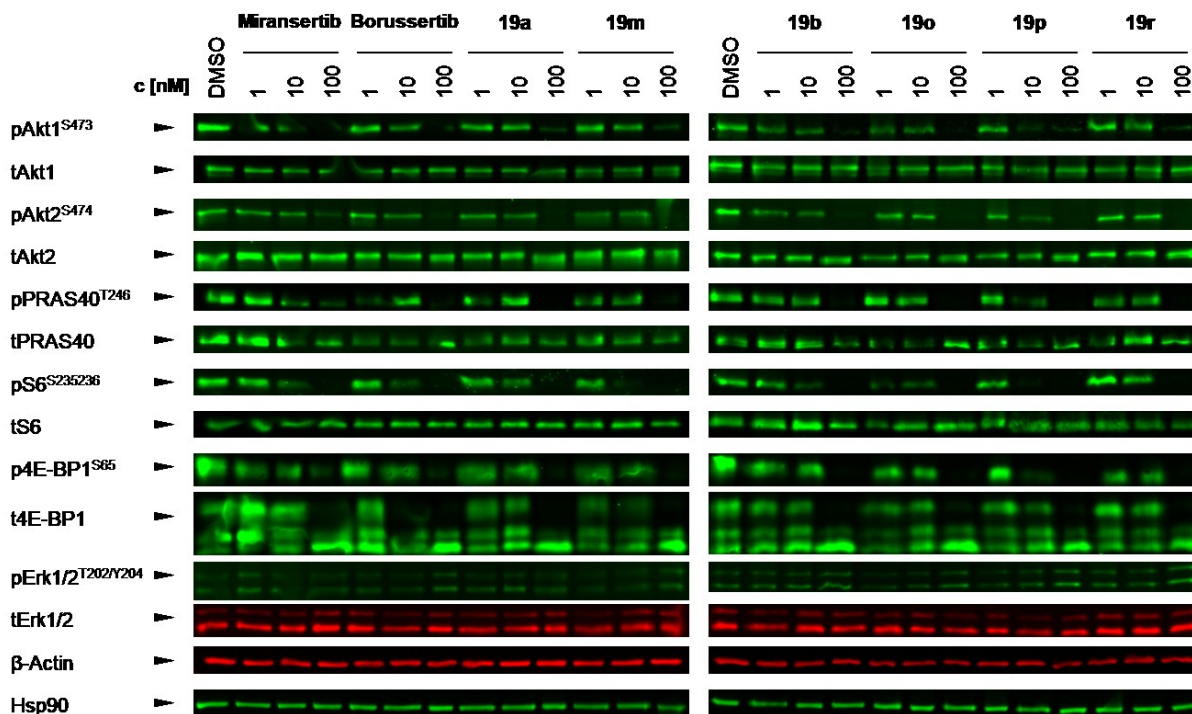 Miransertib Borussertib 19a 19m 19b 19o 19p 19r
c [nM] DMSO 1 10 100 1 10 100 1 10 100 1 10 100 DMSO 1 10 100 1 10 100 1 10 100 1 10 100
pAkt1S473
tAkt1
pAkt2S474
tAkt2
pPRAS40T246
tPRAS40
pS6S235236
tS6
p4E-BP1S65
t4E-BP1
pErk1/2T202/Y204
tErk1/2
β-Actin
Hsp90